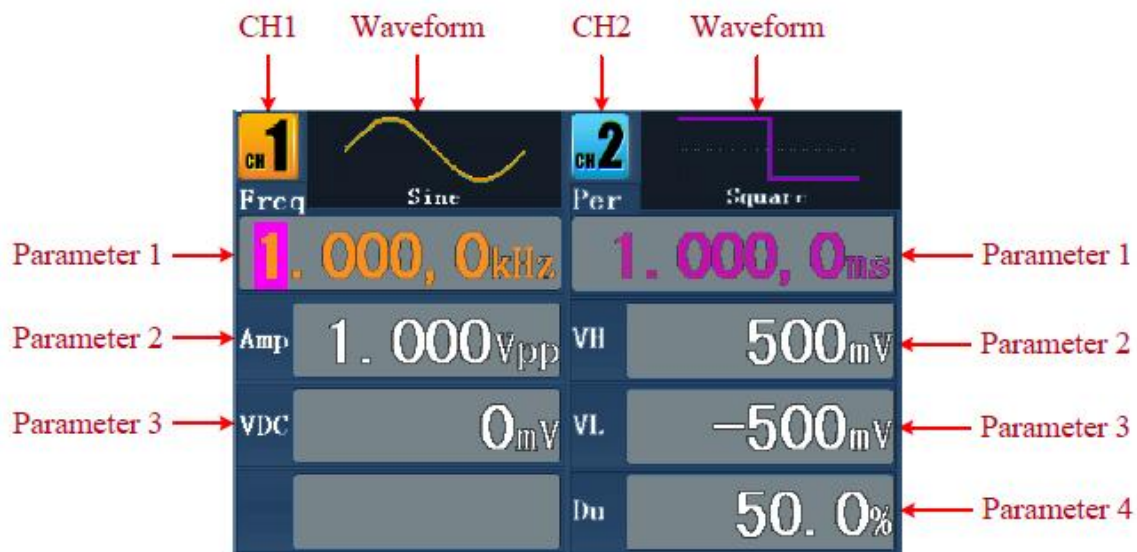 CH1 Waveform CH2 Waveform
CH 1 CH 2
Sine Square
Freq Per
Parameter 1 1.000,0kHz 1.000,0ms Parameter 1
Parameter 2 Amp 1.000Vpp VH 500mV Parameter 2
Parameter 3 VDC 0mV VL -500mV Parameter 3
Du 50.0% Parameter 4